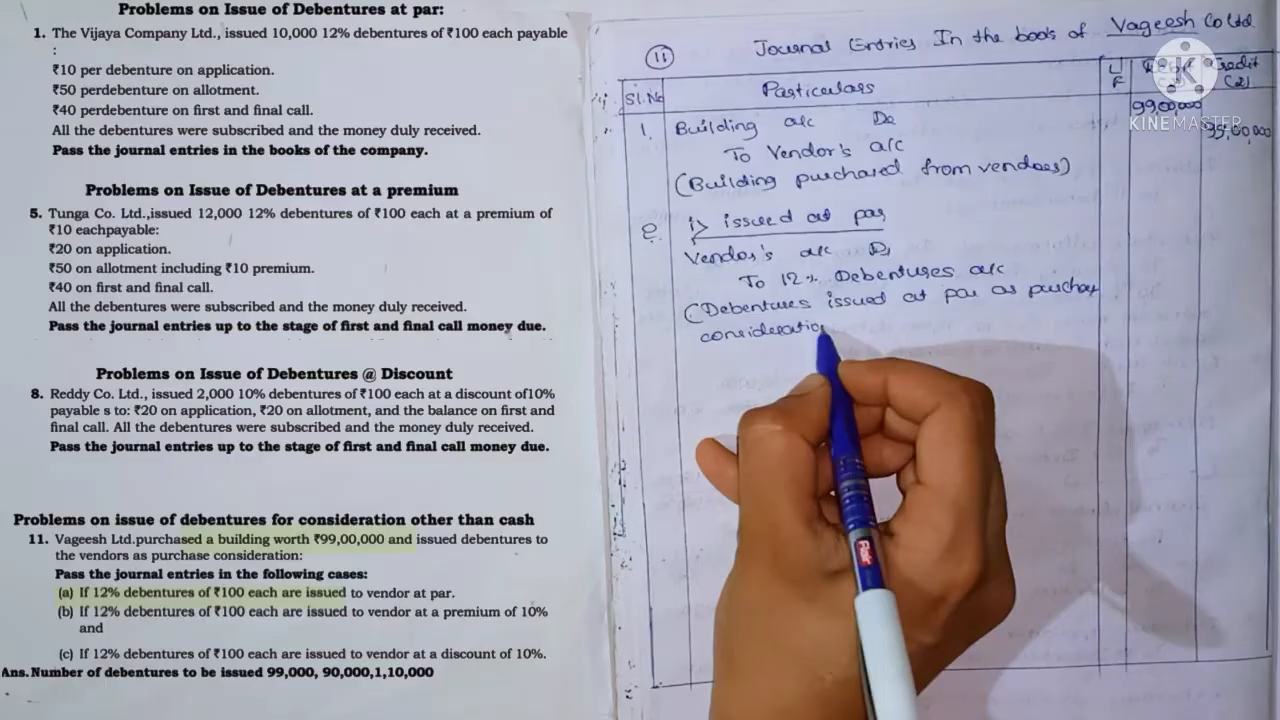 Problems on Issue of Debentures at par:
1. The Vijaya Company Ltd., issued 10,000 12% debentures of ₹100 each payable
:
₹10 per debenture on application.
₹50 perdebenture on allotment.
₹40 perdebenture on first and final call.
All the debentures were subscribed and the money duly received.
Pass the journal entries in the books of the company.
Problems on Issue of Debentures at a premium
5. Tunga Co. Ltd.,issued 12,000 12% debentures of ₹100 each at a premium of
₹10 eachpayable:
₹20 on application.
₹50 on allotment including ₹10 premium.
₹40 on first and final call.
All the debentures were subscribed and the money duly received.
Pass the journal entries up to the stage of first and final call money due.
Problems on Issue of Debentures @ Discount
8. Reddy Co. Ltd., issued 2,000 10% debentures of ₹100 each at a discount of10%
payable s to: ₹20 on application, ₹20 on allotment, and the balance on first and
final call. All the debentures were subscribed and the money duly received.
Pass the journal entries up to the stage of first and final call money due.
Problems on issue of debentures for consideration other than cash
11. Vageesh Ltd.purchased a building worth ₹99,00,000 and issued debentures to
the vendors as purchase consideration:
Pass the journal entries in the following cases:
(a) If 12% debentures of ₹100 each are issued to vendor at par.
(b) If 12% debentures of ₹100 each are issued to vendor at a premium of 10%
and
(c) If 12% debentures of ₹100 each are issued to vendor at a discount of 10%.
Ans.Number of debentures to be issued 99,000, 90,000,1,10,000
11 Journal Entries In the books of Vageesh Co Ltd
Sl.No Particulars L F Credit
1. Building a/c Dr 9900000
To Vendor's a/c 99,00,000
(Building purchased from vendors)
2. i> issued at par
Vendor's a/c Dr
To 12% Debentures a/c
(Debentures issued at par as purchase
consideratio
KINEMASTER